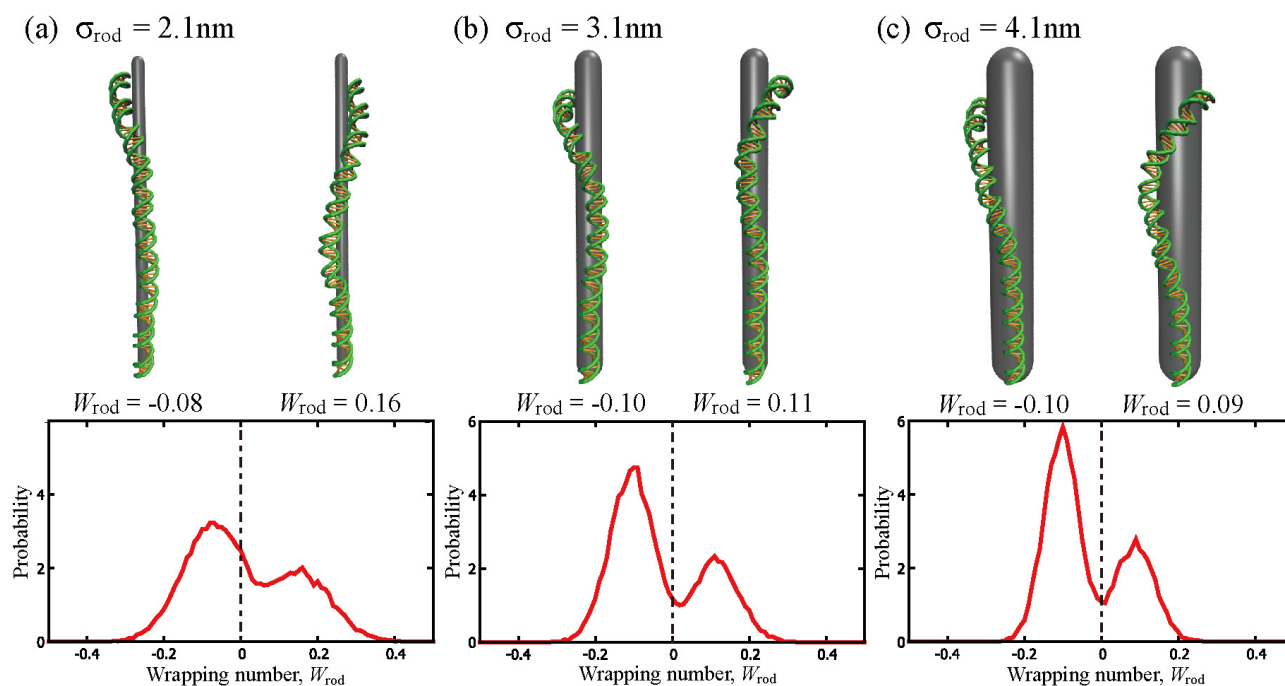 (a) σrod = 2.1nm
(b) σrod = 3.1nm
(c) σrod = 4.1nm
Wrod = -0.08
Wrod = 0.16
Wrod = -0.10
Wrod = 0.11
Wrod = -0.10
Wrod = 0.09
Probability
4
2
0
-0.4
-0.2
0
0.2
0.4
Wrapping number, Wrod
Probability
6
4
2
0
-0.4
-0.2
0
0.2
0.4
Wrapping number, Wrod
Probability
6
4
2
0
-0.4
-0.2
0
0.2
0.4
Wrapping number, Wrod